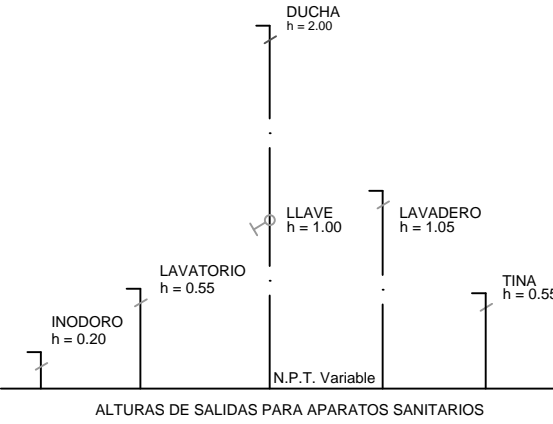 DUCHA
h = 2.00
LLAVE
h = 1.00
LAVADERO
h = 1.05
LAVATORIO
h = 0.55
TINA
h = 0.55
INODORO
h = 0.20
N.P.T. Variable
ALTURAS DE SALIDAS PARA APARATOS SANITARIOS